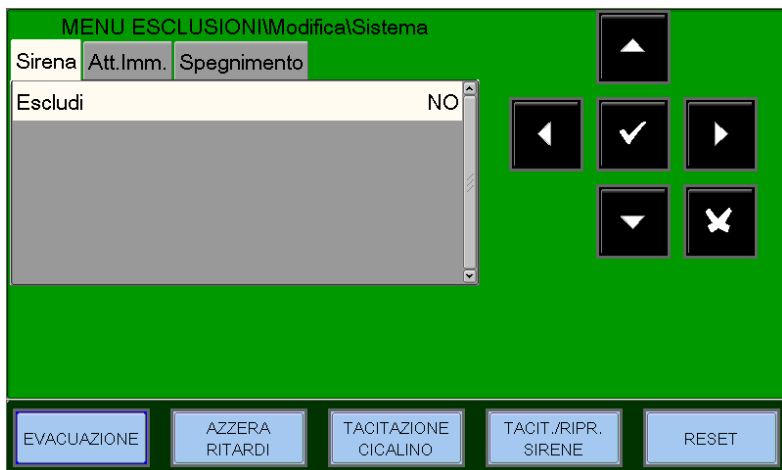 MENU ESCLUSIONI\Modifica\Sistema
Sirena Att.Imm. Spegnimento
Escludi NO
EVACUAZIONE
AZZERA
RITARDI
TACITAZIONE
CICALINO
TACIT./RIPR.
SIRENE
RESET